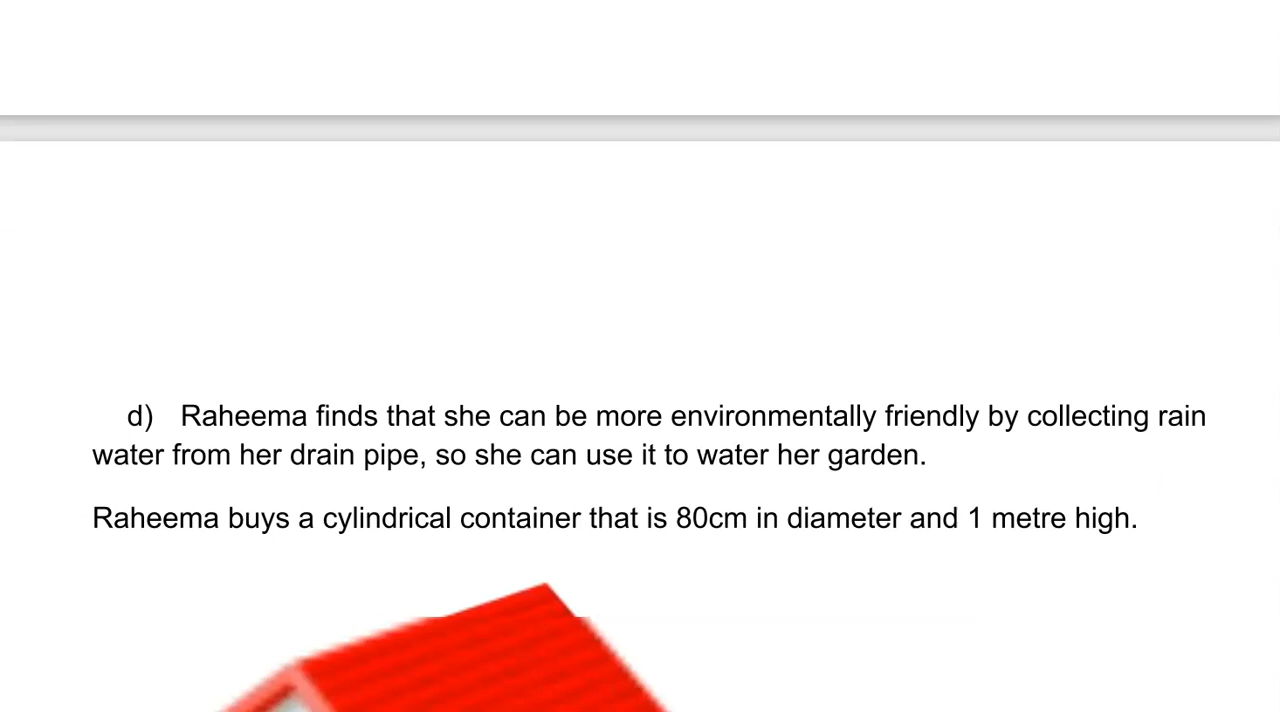 d) Raheema finds that she can be more environmentally friendly by collecting rain
water from her drain pipe, so she can use it to water her garden.
Raheema buys a cylindrical container that is 80cm in diameter and 1 metre high.